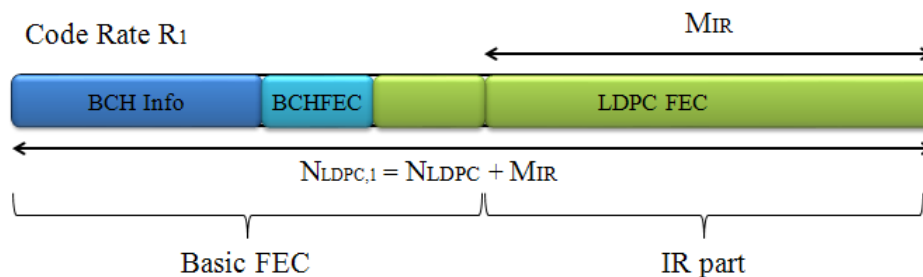 Code Rate R1
MIR
BCH Info
BCHFEC
LDPC FEC
NLDPC,1 = NLDPC + MIR
Basic FEC
IR part